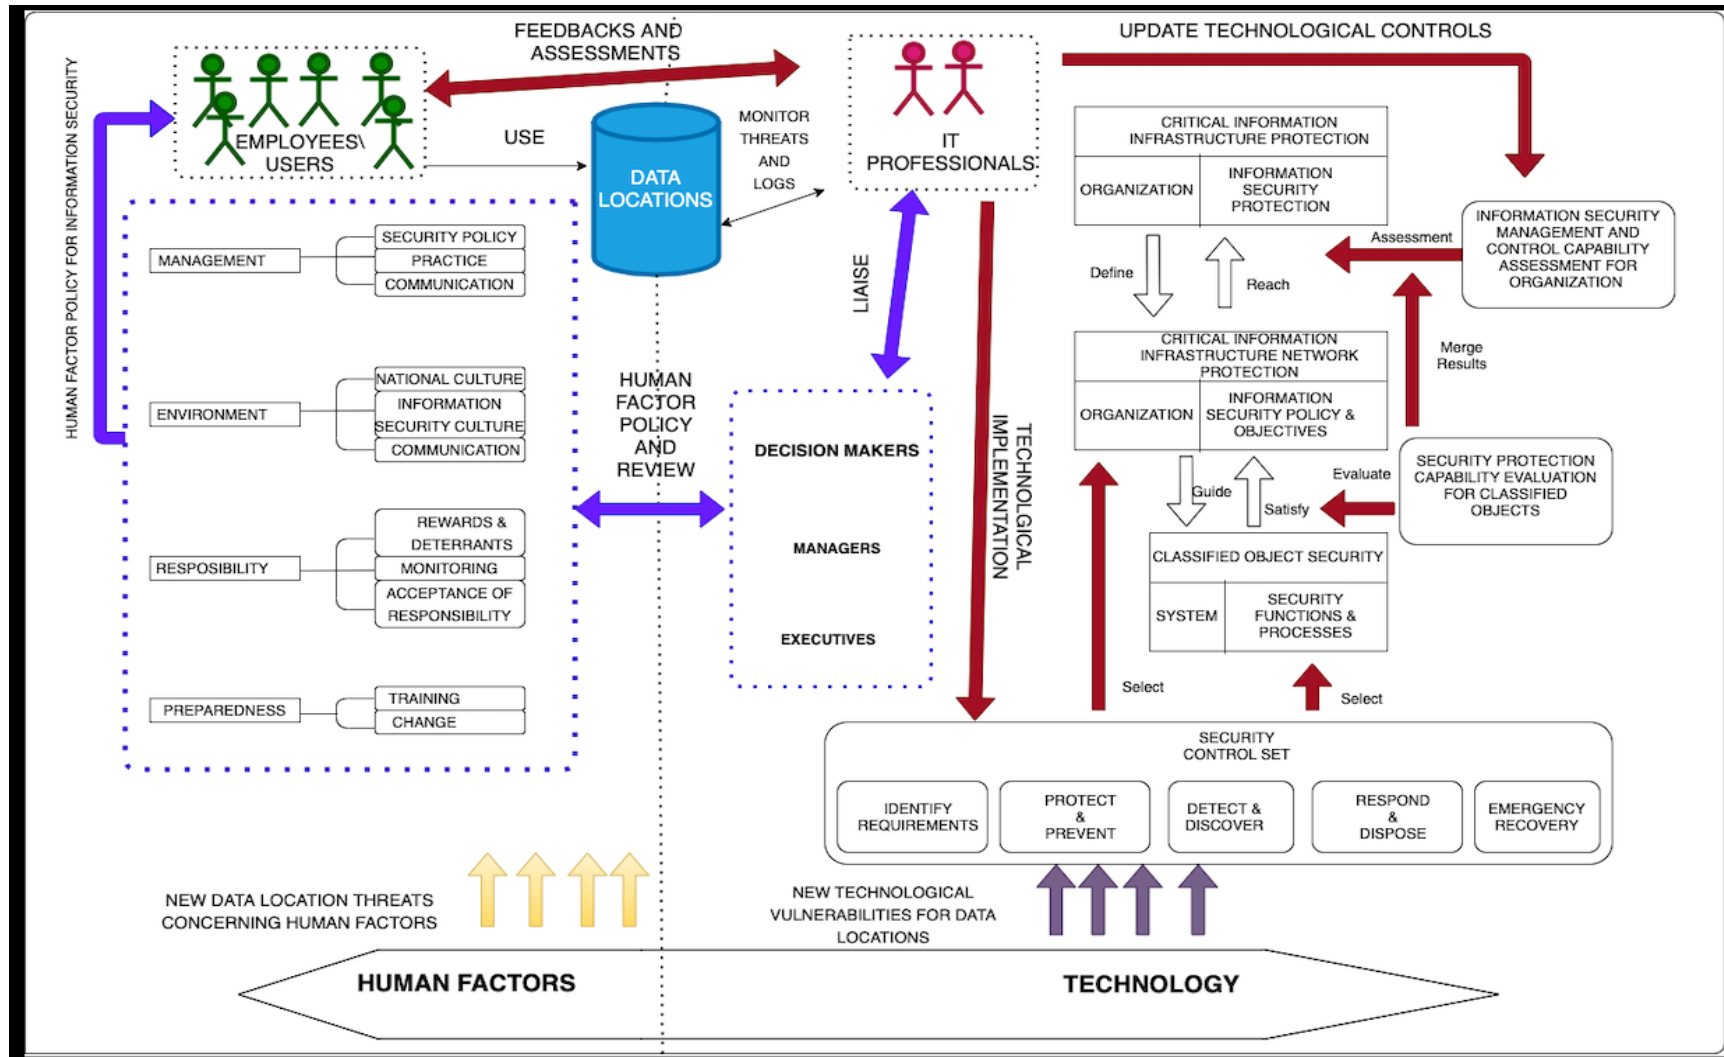 HUMAN FACTOR POLICY FOR INFORMATION SECURITY
EMPLOYEES\
USERS
FEEDBACKS AND
ASSESSMENTS
USE
DATA
LOCATIONS
MONITOR
THREATS
AND
LOGS
IT
PROFESSIONALS
UPDATE TECHNOLOGICAL CONTROLS
MANAGEMENT
SECURITY POLICY
PRACTICE
COMMUNICATION
ENVIRONMENT
NATIONAL CULTURE
INFORMATION
SECURITY CULTURE
COMMUNICATION
RESPOSIBILITY
REWARDS &
DETERRANTS
MONITORING
ACCEPTANCE OF
RESPONSIBILITY
PREPAREDNESS
TRAINING
CHANGE
HUMAN
FACTOR
POLICY
AND
REVIEW
LIAISE
DECISION MAKERS
MANAGERS
EXECUTIVES
TECHNOLOGICAL
IMPLEMENTATION
CRITICAL INFORMATION
INFRASTRUCTURE PROTECTION
ORGANIZATION
INFORMATION
SECURITY
PROTECTION
Define
Reach
Assessment
INFORMATION SECURITY
MANAGEMENT AND
CONTROL CAPABILITY
ASSESSMENT FOR
ORGANIZATION
CRITICAL INFORMATION
INFRASTRUCTURE NETWORK
PROTECTION
ORGANIZATION
INFORMATION
SECURITY POLICY &
OBJECTIVES
Merge
Results
Guide
Satisfy
Evaluate
SECURITY PROTECTION
CAPABILITY EVALUATION
FOR CLASSIFIED
OBJECTS
CLASSIFIED OBJECT SECURITY
SYSTEM
SECURITY
FUNCTIONS &
PROCESSES
Select
Select
SECURITY
CONTROL SET
IDENTIFY
REQUIREMENTS
PROTECT
&
PREVENT
DETECT &
DISCOVER
RESPOND
&
DISPOSE
EMERGENCY
RECOVERY
NEW DATA LOCATION THREATS
CONCERNING HUMAN FACTORS
NEW TECHNOLOGICAL
VULNERABILITIES FOR DATA
LOCATIONS
HUMAN FACTORS
TECHNOLOGY